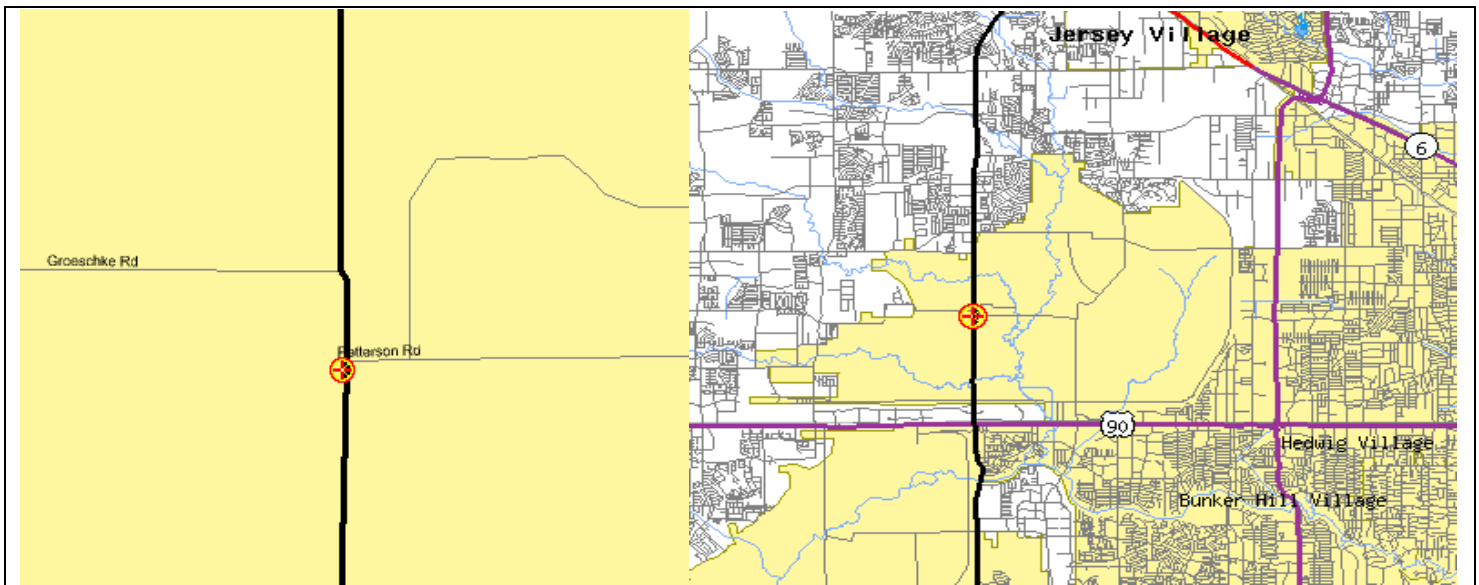 Groeschke Rd
Patterson Rd
Jersey Village
6
90
Hedwig Village
Bunker Hill Village